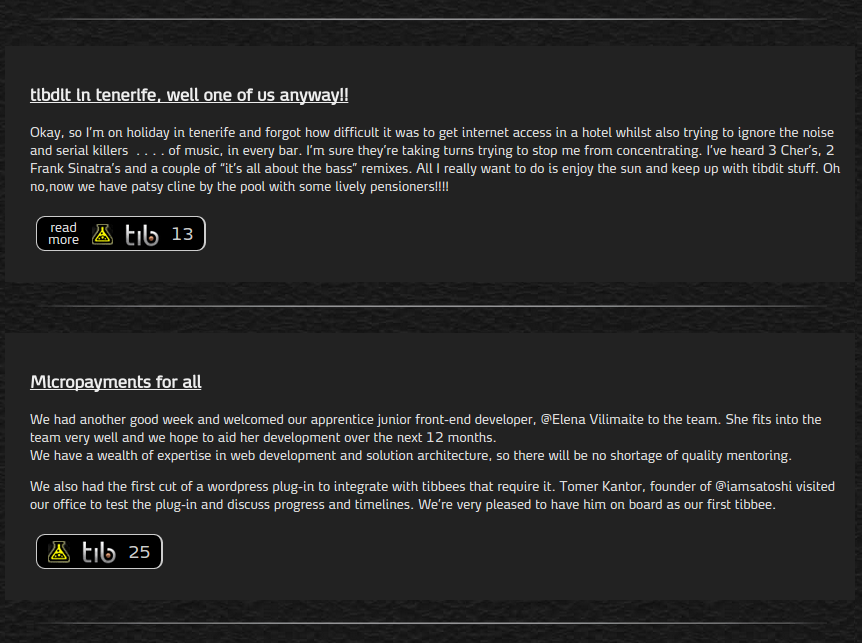 tibdit in tenerife, well one of us anyway!!
Okay, so I'm on holiday in tenerife and forgot how difficult it was to get internet access in a hotel whilst also trying to ignore the noise
and serial killers  . . . . of music, in every bar. I'm sure they're taking turns trying to stop me from concentrating. I've heard 3 Cher's, 2
Frank Sinatra's and a couple of “it's all about the bass” remixes. All I really want to do is enjoy the sun and keep up with tibdit stuff. Oh
no,now we have patsy cline by the pool with some lively pensioners!!!!
read more tib 13
Micropayments for all
We had another good week and welcomed our apprentice junior front-end developer, @Elena Vilimaite to the team. She fits into the
team very well and we hope to aid her development over the next 12 months.
We have a wealth of expertise in web development and solution architecture, so there will be no shortage of quality mentoring.
We also had the first cut of a wordpress plug-in to integrate with tibbees that require it. Tomer Kantor, founder of @iamsatoshi visited
our office to test the plug-in and discuss progress and timelines. We're very pleased to have him on board as our first tibbee.
tib 25